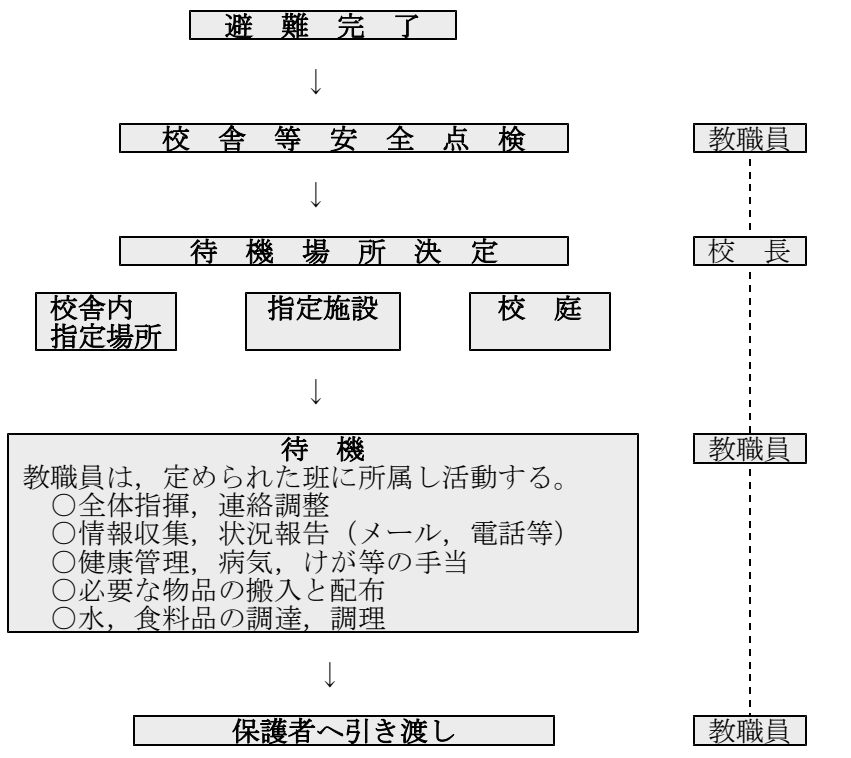 避　難　完　了
↓
校　舎　等　安　全　点　検
教職員
↓
待　機　場　所　決　定
校　長
校舎内
指定場所
指定施設
校　庭
↓
待　機
教職員
教職員は，定められた班に所属し活動する。
○全体指揮，連絡調整
○情報収集，状況報告（メール，電話等）
○健康管理，病気，けが等の手当
○必要な物品の搬入と配布
○水，食料品の調達，調理
↓
保護者へ引き渡し
教職員